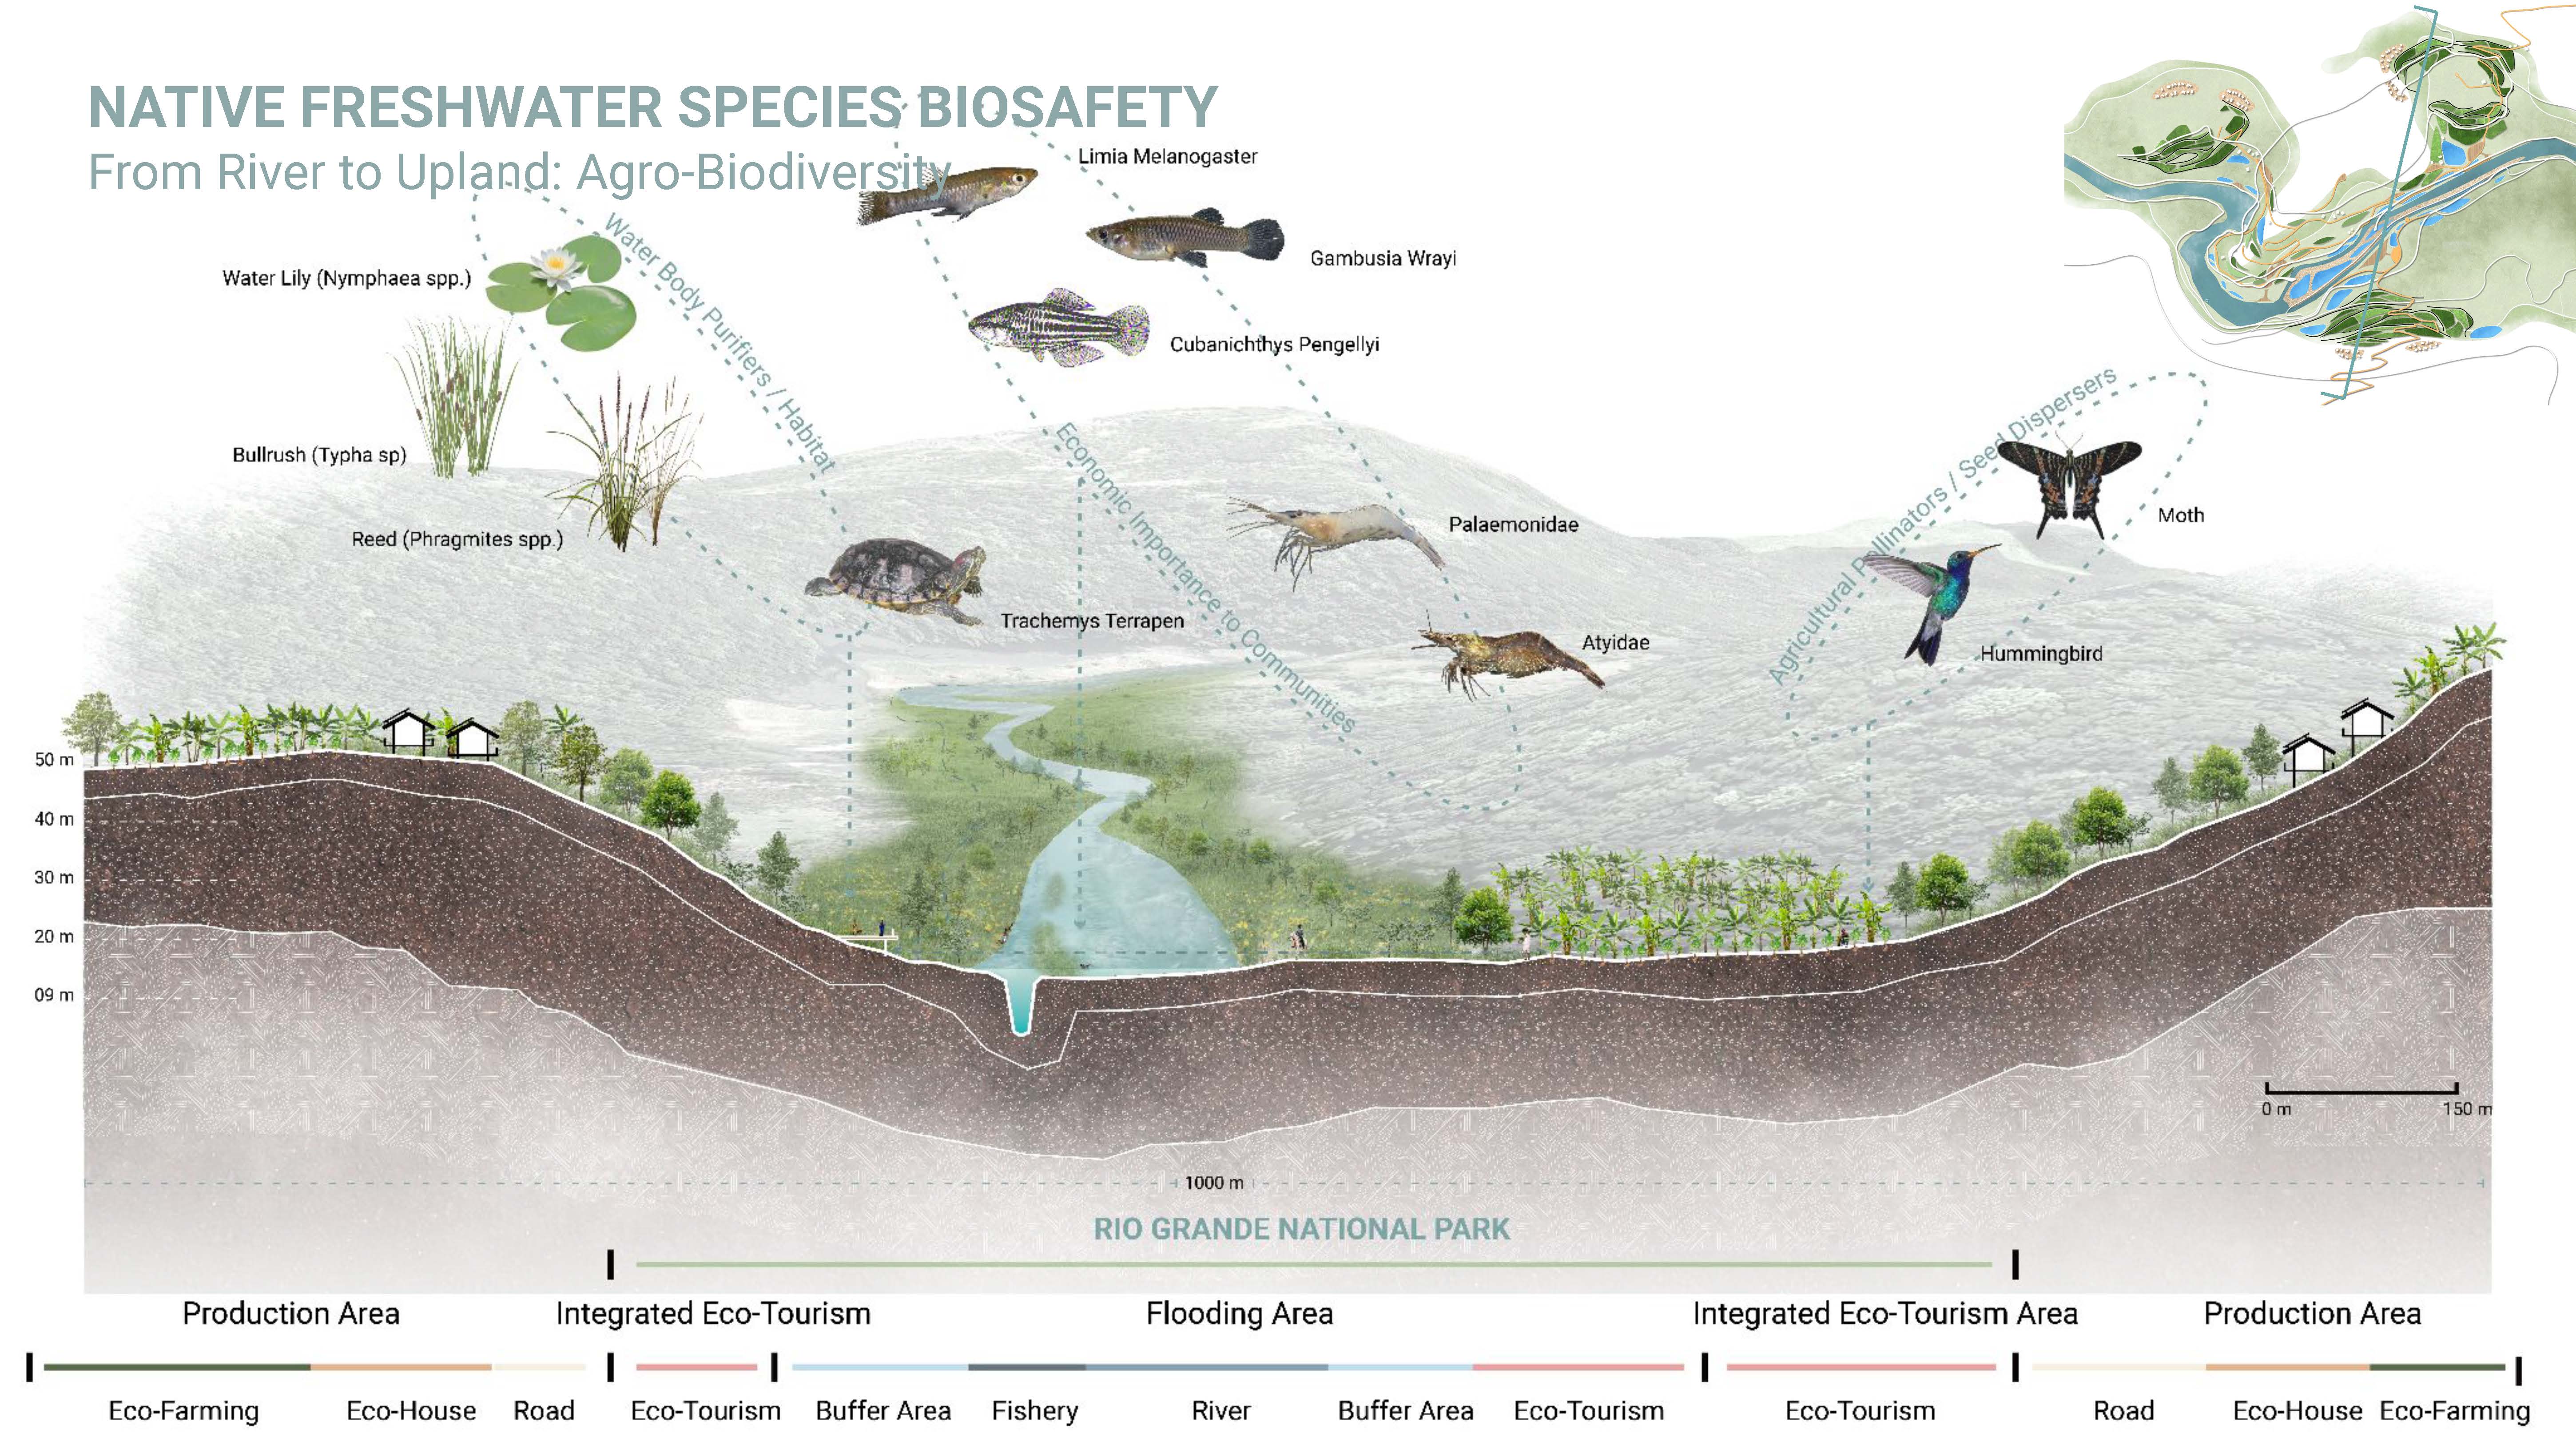 NATIVE FRESHWATER SPECIES BIOSAFETY
From River to Upland: Agro-Biodiversity
Limia Melanogaster
Gambusia Wrayi
Cubanichthys Pengellyi
Water Lily (Nymphaea spp.)
Bullrush (Typha sp)
Reed (Phragmites spp.)
Water Body Purifiers / Habitat
Trachemys Terrapen
Economic Importance to Communities
Palaemonidae
Atyidae
Agricultural Pollinators / Seed Dispersers
Moth
Hummingbird
50 m
40 m
30 m
20 m
09 m
0 m 150 m
1000 m
RIO GRANDE NATIONAL PARK
Production Area Integrated Eco-Tourism Flooding Area Integrated Eco-Tourism Area Production Area
Eco-Farming Eco-House Road Eco-Tourism Buffer Area Fishery River Buffer Area Eco-Tourism Eco-Tourism Road Eco-House Eco-Farming